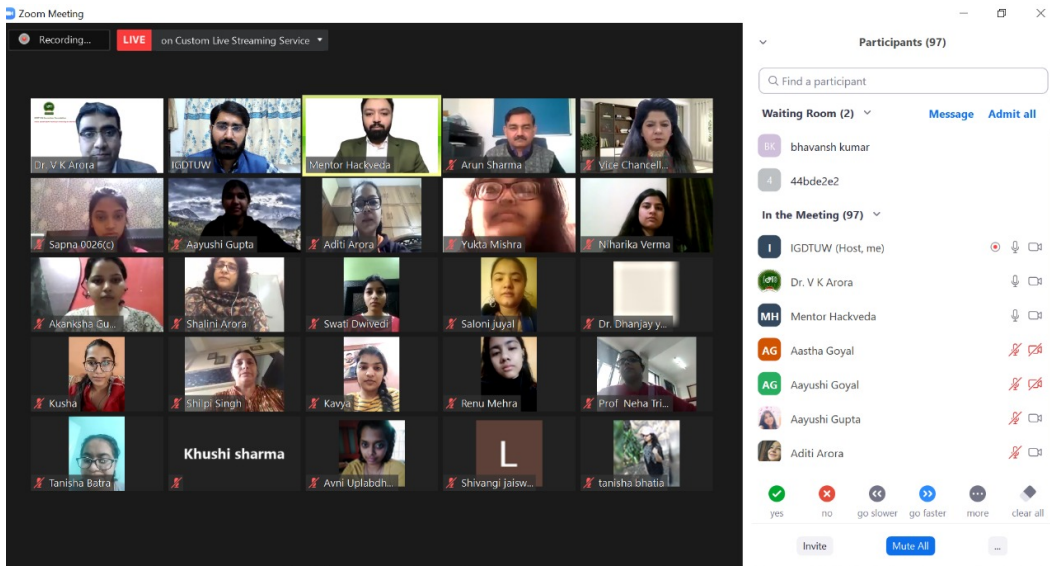 Zoom Meeting
Recording...
LIVE on Custom Live Streaming Service
Dr. V K Arora
IGDTUW
Mentor Hackveda
Arun Sharma
Vice Chancell...
Sapna 0026(c)
Aayushi Gupta
Aditi Arora
Yukta Mishra
Niharika Verma
Akanksha Gu...
Shalini Arora
Swati Dwivedi
Saloni juyal
Dr. Dhanjay y...
Kusha
Shilpi Singh
Kavya
Renu Mehra
Prof Neha Tri...
Tanisha Batra
Khushi sharma
Avni Uplabdh...
L
Shivangi jaisw...
tanisha bhatia
Participants (97)
Find a participant
Waiting Room (2) Message Admit all
BK bhavansh kumar
4 44bde2e2
In the Meeting (97)
I IGDTUW (Host, me)
Dr. V K Arora
MH Mentor Hackveda
AG Aastha Goyal
AG Aayushi Goyal
Aayushi Gupta
Aditi Arora
yes no go slower go faster more clear all
Invite Mute All ...